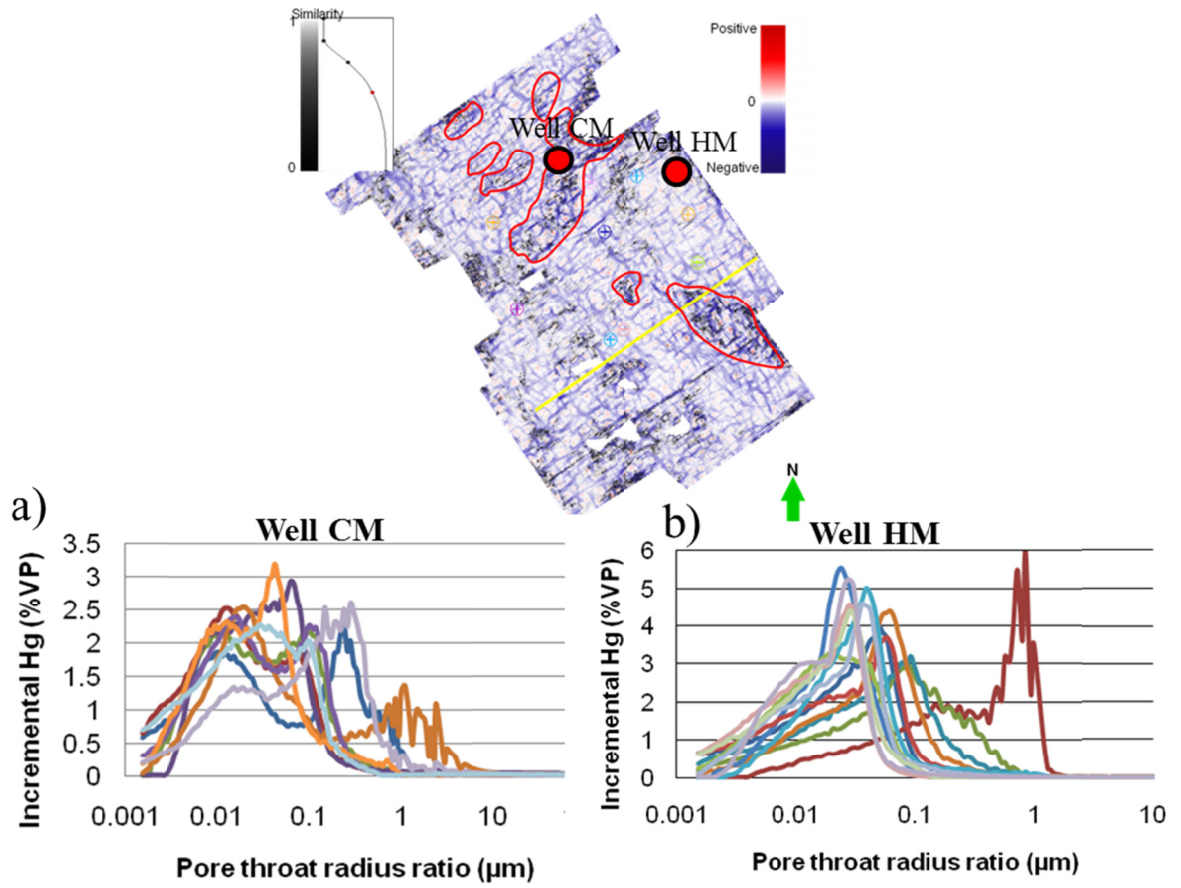 Similarity
1
0
Positive
0
Negative
Well CM
Well HM
N
a)
Well CM
Incremental Hg (%VP)
3.5
3
2.5
2
1.5
1
0.5
0
0.001 0.01 0.1 1 10
Pore throat radius ratio (µm)
b)
Well HM
Incremental Hg (%VP)
6
5
4
3
2
1
0
0.001 0.01 0.1 1 10
Pore throat radius ratio (µm)